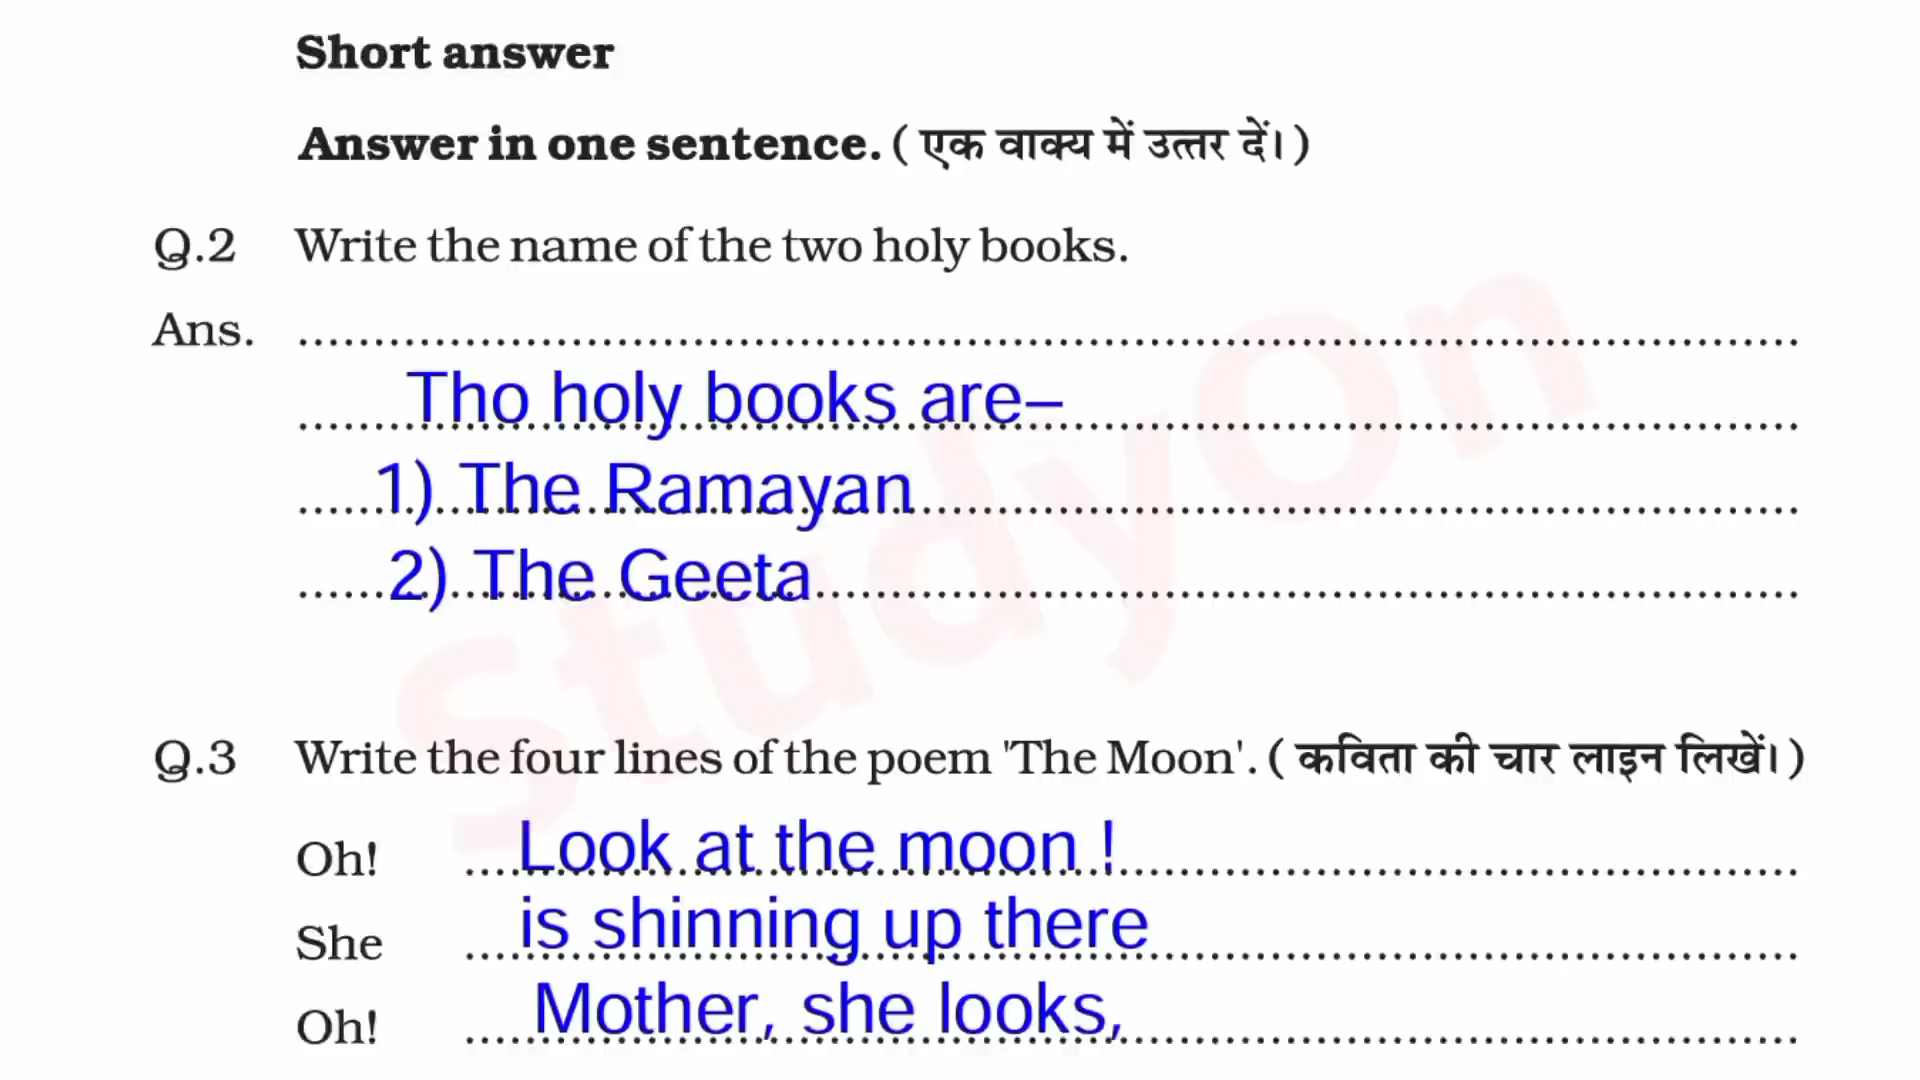 Short answer
Answer in one sentence. ( एक वाक्य में उत्तर दें। )
Q.2 Write the name of the two holy books.
Ans. ....................
Tho holy books are–
1) The Ramayan
2) The Geeta
StudyOn
Q.3 Write the four lines of the poem 'The Moon'. ( कविता की चार लाइन लिखें। )
Oh! Look at the moon !
She is shinning up there
Oh! Mother, she looks,